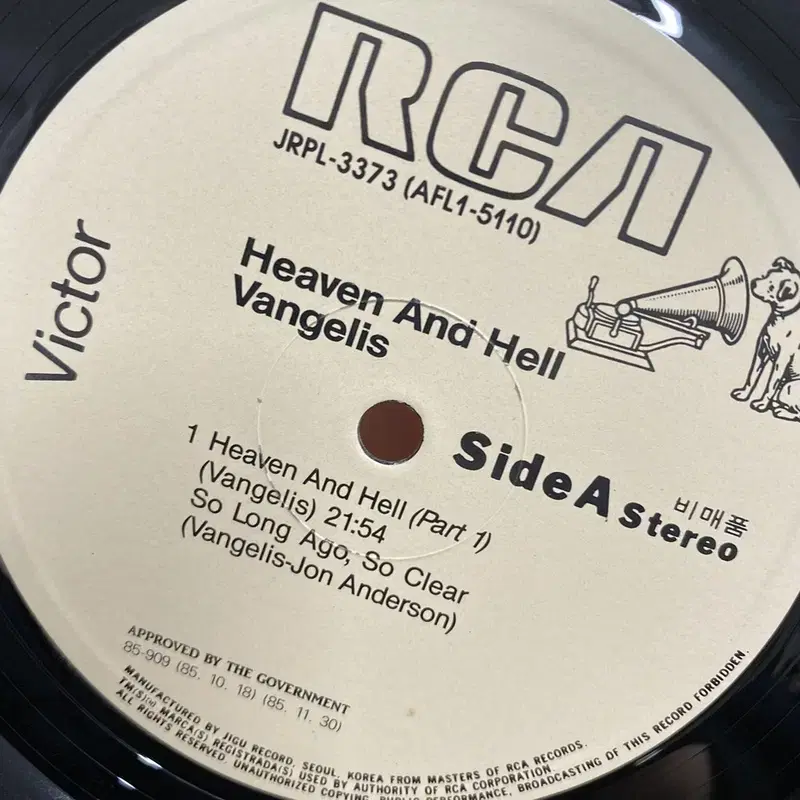 RCA
JRPL-3373 (AFL1-5110)
Victor
Heaven And Hell
Vangelis
Side A
비매품
Stereo
1 Heaven And Hell (Part 1)
(Vangelis) 21:54
So Long Ago, So Clear
(Vangelis-Jon Anderson)
APPROVED BY THE GOVERNMENT
85-909 (85. 10. 18) (85. 11. 30)
MANUFACTURED BY JIGU RECORD, SEOUL, KOREA FROM MASTERS OF RCA RECORDS.
TM(S) MARCA(S) REGISTRADA(S) USED BY AUTHORITY OF RCA CORPORATION
ALL RIGHTS RESERVED. UNAUTHORIZED COPYING, PUBLIC PERFORMANCE, BROADCASTING OF THIS RECORD FORBIDDEN.